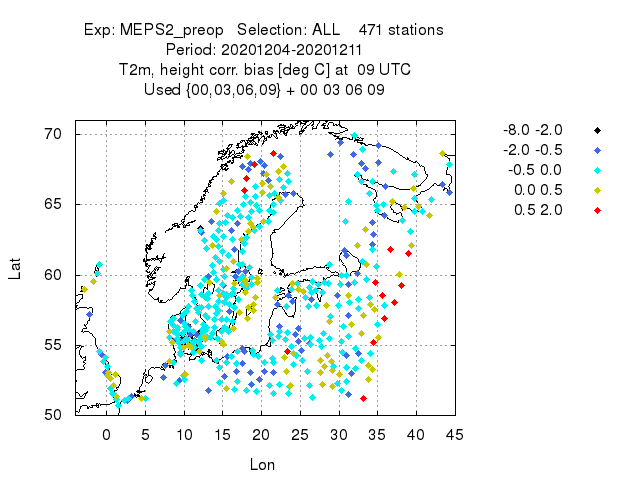 Exp: MEPS2_preop   Selection: ALL    471 stations
Period: 20201204-20201211
T2m, height corr. bias [deg C] at  09 UTC
Used {00,03,06,09} + 00 03 06 09
70
65
60
55
50
Lat
0 5 10 15 20 25 30 35 40 45
Lon
-8.0 -2.0
-2.0 -0.5
-0.5 0.0
0.0 0.5
0.5 2.0